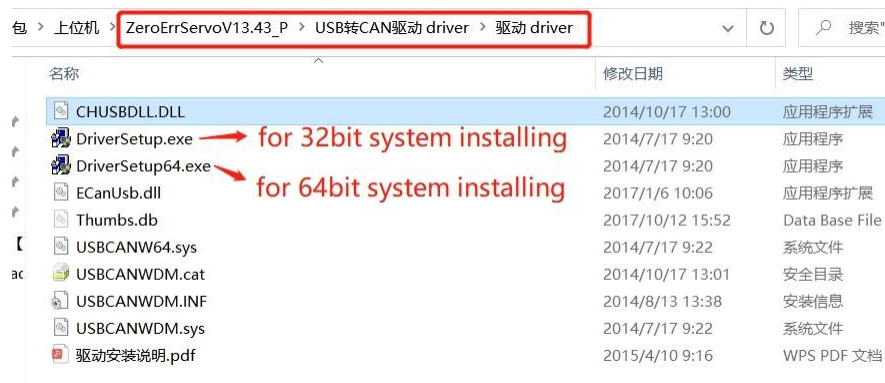 包 > 上位机 > ZeroErrServoV13.43_P > USB转CAN驱动 driver > 驱动 driver 搜索"
名称 修改日期 类型
CHUSBDLL.DLL 2014/10/17 13:00 应用程序扩展
DriverSetup.exe for 32bit system installing 2014/7/17 9:20 应用程序
DriverSetup64.exe 2014/7/17 9:20 应用程序
for 64bit system installing
ECanUsb.dll 2017/1/6 10:06 应用程序扩展
Thumbs.db 2017/10/12 15:52 Data Base File
【
USBCANW64.sys 2014/7/17 9:22 系统文件
ac USBCANWDM.cat 2014/10/17 13:01 安全目录
USBCANWDM.INF 2014/8/13 13:38 安装信息
USBCANWDM.sys 2014/7/17 9:22 系统文件
驱动安装说明.pdf 2015/4/10 9:16 WPS PDF 文档